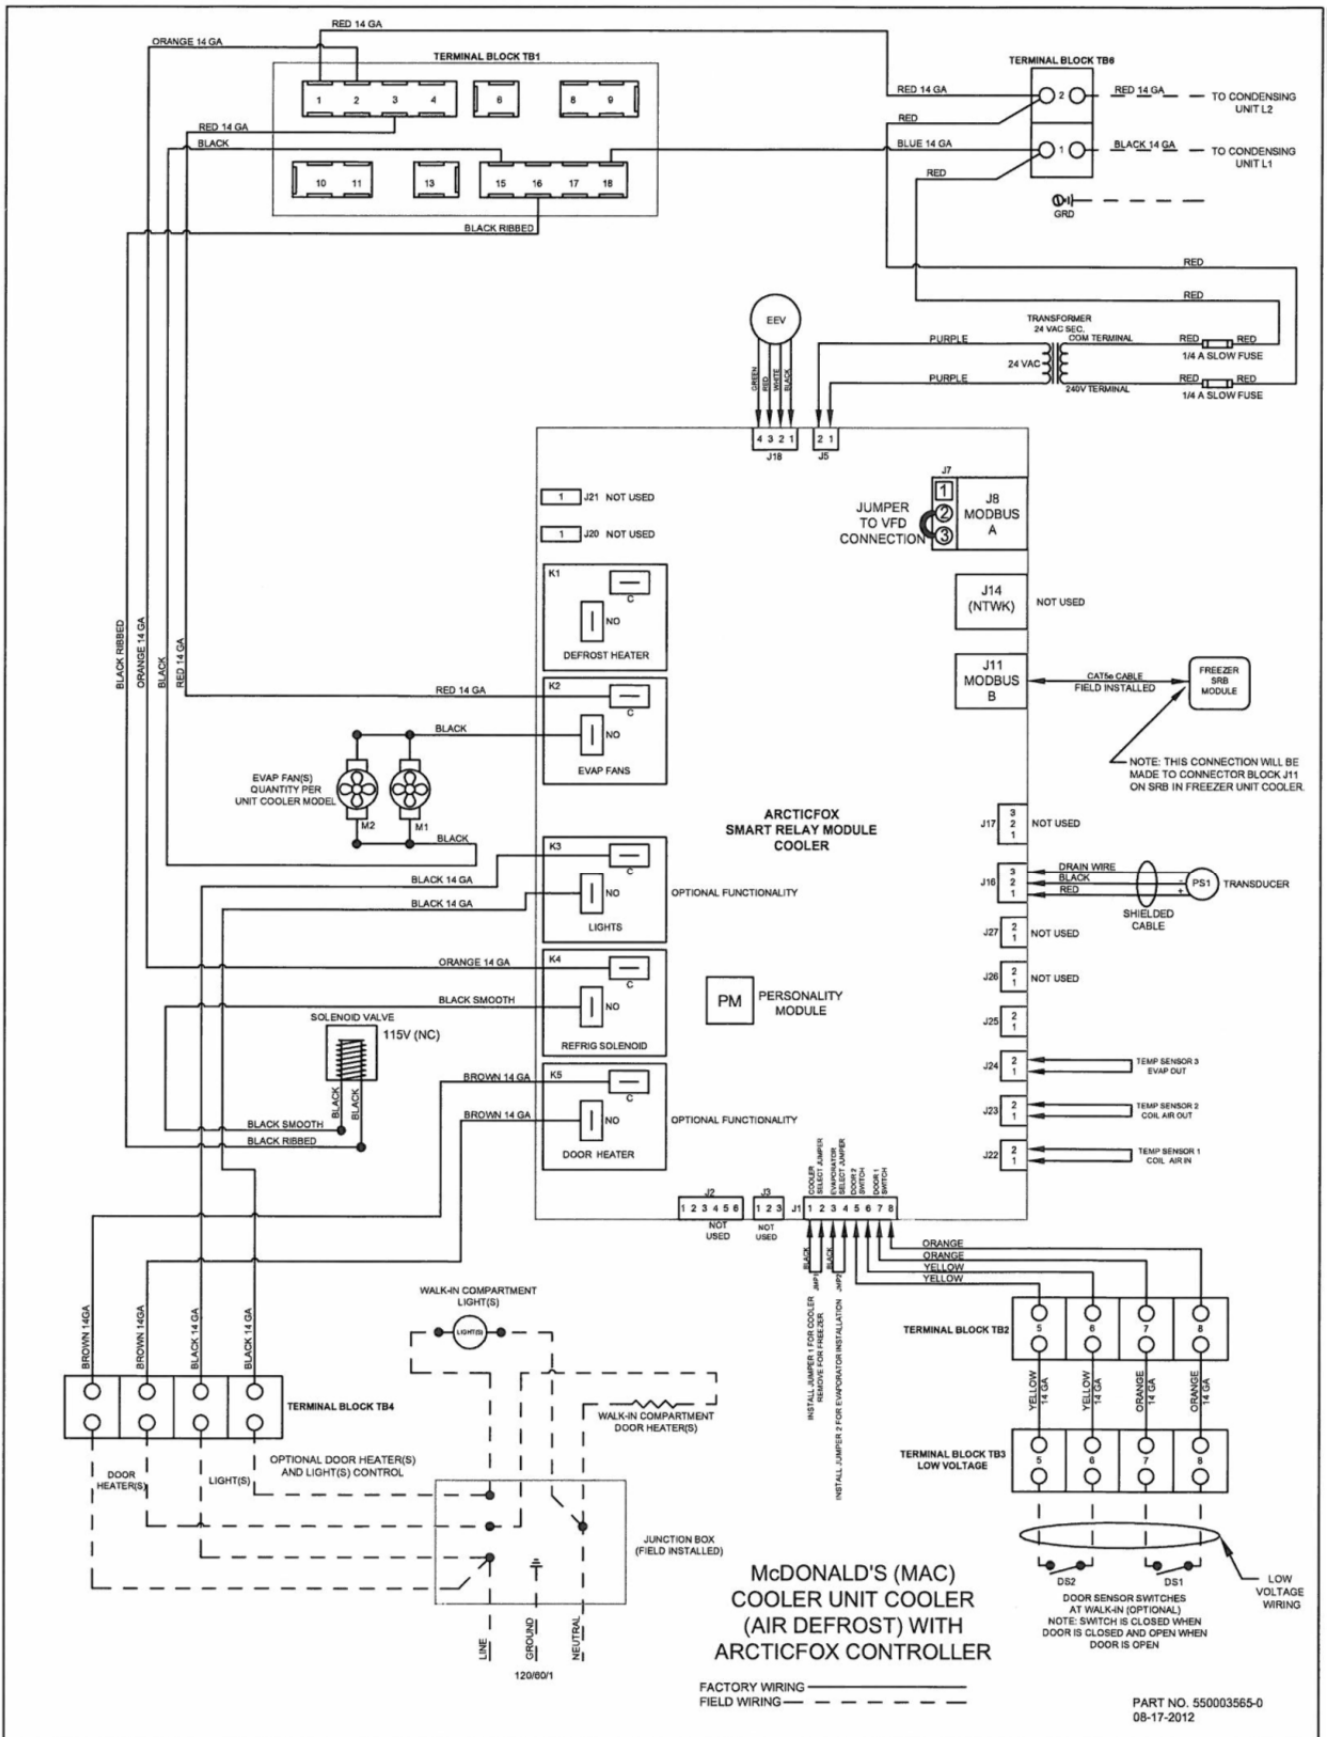 RED 14 GA
ORANGE 14 GA
TERMINAL BLOCK TB1
1 2 3 4 6 8 9
RED 14 GA
BLACK
10 11 13 15 16 17 18
BLACK RIBBED
TERMINAL BLOCK TB6
RED 14 GA
2
RED 14 GA
TO CONDENSING
UNIT L2
RED
BLUE 14 GA
1
BLACK 14 GA
TO CONDENSING
UNIT L1
RED
GRD
RED
RED
EEV
GREEN
RED
WHITE
BLACK
PURPLE
PURPLE
TRANSFORMER
24 VAC SEC.
COM TERMINAL
24 VAC
240V TERMINAL
RED RED
1/4 A SLOW FUSE
RED RED
1/4 A SLOW FUSE
4 3 2 1
J18
2 1
J5
1 J21 NOT USED
1 J20 NOT USED
J7
1
2
3
J8
MODBUS
A
JUMPER
TO VFD
CONNECTION
K1
C
NO
DEFROST HEATER
J14
(NTWK)
NOT USED
BLACK RIBBED
ORANGE 14 GA
BLACK
RED 14 GA
RED 14 GA
K2
C
BLACK
NO
EVAP FANS
J11
MODBUS
B
CAT5e CABLE
FIELD INSTALLED
FREEZER
SRB
MODULE
NOTE: THIS CONNECTION WILL BE
MADE TO CONNECTOR BLOCK J11
ON SRB IN FREEZER UNIT COOLER.
EVAP FAN(S)
QUANTITY PER
UNIT COOLER MODEL
M2
M1
BLACK
ARCTICFOX
SMART RELAY MODULE
COOLER
J17
3
2
1
NOT USED
K3
C
BLACK 14 GA
NO
BLACK 14 GA
LIGHTS
OPTIONAL FUNCTIONALITY
J16
3
2
1
DRAIN WIRE
BLACK
RED
-
+
PS1
TRANSDUCER
SHIELDED
CABLE
J27
2
1
NOT USED
J26
2
1
NOT USED
K4
C
ORANGE 14 GA
BLACK SMOOTH
NO
REFRIG SOLENOID
PM
PERSONALITY
MODULE
J25
2
1
SOLENOID VALVE
115V (NC)
BLACK
BLACK
BLACK SMOOTH
BLACK RIBBED
J24
2
1
TEMP SENSOR 3
EVAP OUT
K5
C
BROWN 14 GA
BROWN 14 GA
NO
DOOR HEATER
OPTIONAL FUNCTIONALITY
J23
2
1
TEMP SENSOR 2
COIL AIR OUT
J22
2
1
TEMP SENSOR 1
COIL AIR IN
COOLER
SELECT JUMPER
EVAPORATOR
SELECT JUMPER
DOOR 2
SWITCH
DOOR 1
SWITCH
J2
1 2 3 4 5 6
NOT
USED
J3
1 2 3
NOT
USED
J1
1 2 3 4 5 6 7 8
BLACK
JMP1
BLACK
JMP2
INSTALL JUMPER 1 FOR COOLER
REMOVE FOR FREEZER
INSTALL JUMPER 2 FOR EVAPORATOR INSTALLATION
ORANGE
ORANGE
YELLOW
YELLOW
TERMINAL BLOCK TB2
5 6 7 8
YELLOW
14 GA
YELLOW
14 GA
ORANGE
14 GA
ORANGE
14 GA
TERMINAL BLOCK TB3
LOW VOLTAGE
5 6 7 8
DS2
DS1
LOW
VOLTAGE
WIRING
DOOR SENSOR SWITCHES
AT WALK-IN (OPTIONAL)
NOTE: SWITCH IS CLOSED WHEN
DOOR IS CLOSED AND OPEN WHEN
DOOR IS OPEN
BROWN 14GA
BROWN 14GA
BLACK 14 GA
BLACK 14 GA
TERMINAL BLOCK TB4
WALK-IN COMPARTMENT
LIGHT(S)
LIGHT(S)
WALK-IN COMPARTMENT
DOOR HEATER(S)
DOOR
HEATER(S)
LIGHT(S)
OPTIONAL DOOR HEATER(S)
AND LIGHT(S) CONTROL
JUNCTION BOX
(FIELD INSTALLED)
LINE
GROUND
NEUTRAL
120/60/1
McDONALD'S (MAC)
COOLER UNIT COOLER
(AIR DEFROST) WITH
ARCTICFOX CONTROLLER
FACTORY WIRING
FIELD WIRING
PART NO. 550003565-0
08-17-2012